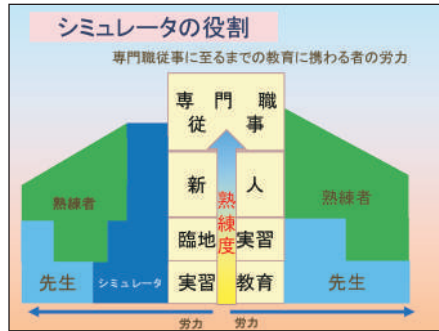 シミュレータの役割
専門職従事に至るまでの教育に携わる者の労力
専門職
従事
新人
熟練者
熟練度
熟練者
臨地実習
先生
シミュレータ
実習教育
先生
労力
労力